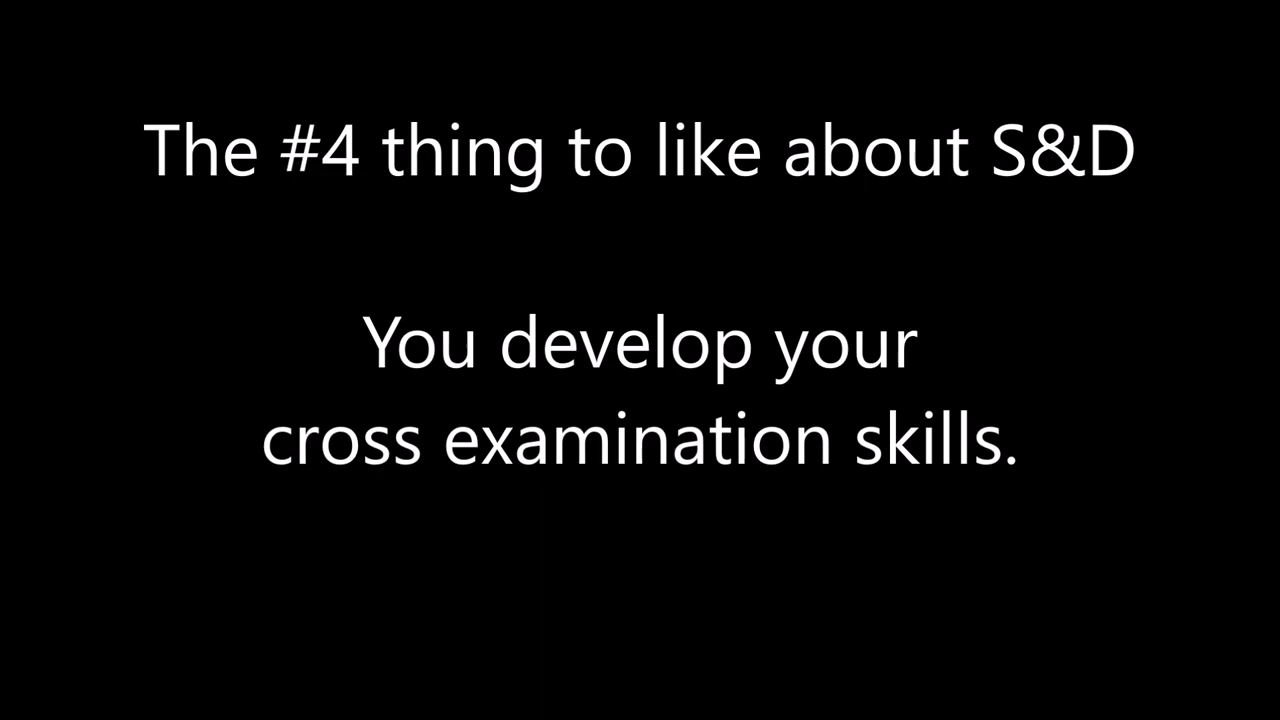 The #4 thing to like about S&D
You develop your
cross examination skills.